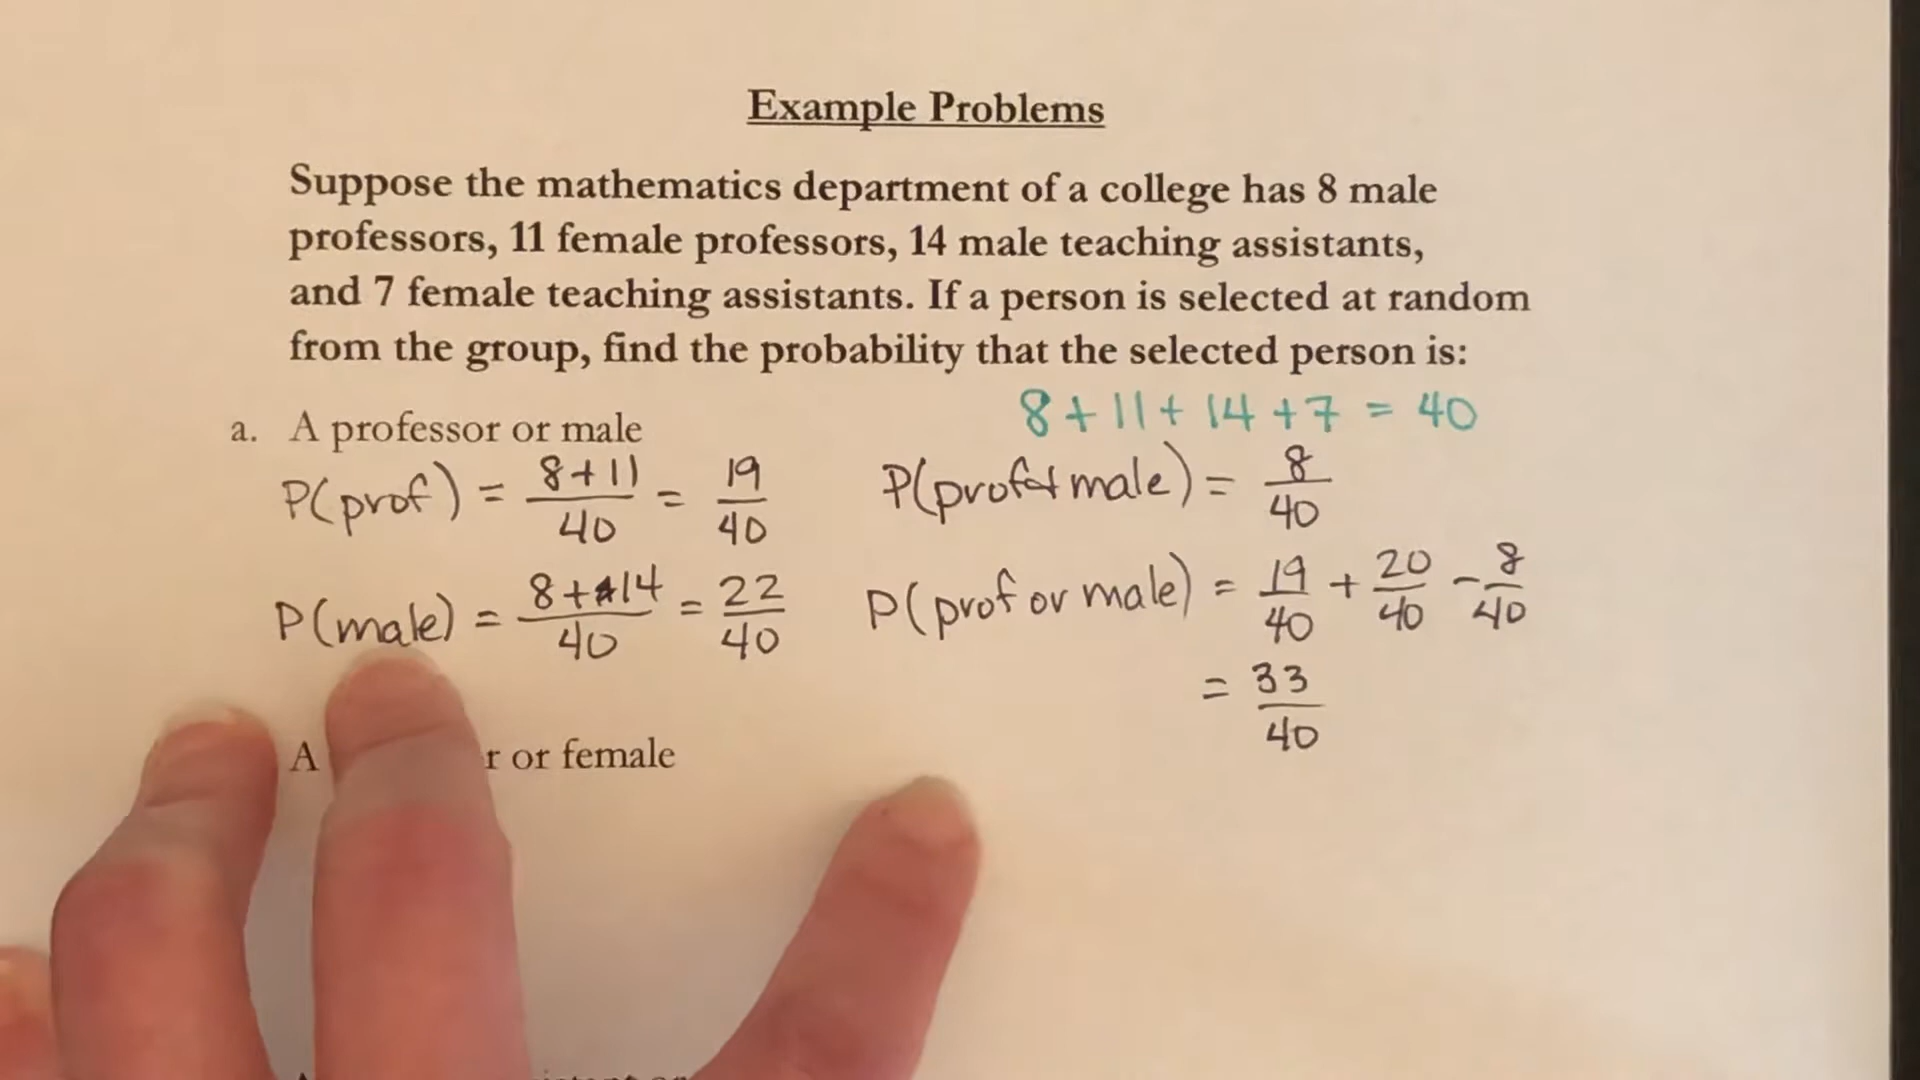 Example Problems
Suppose the mathematics department of a college has 8 male
professors, 11 female professors, 14 male teaching assistants,
and 7 female teaching assistants. If a person is selected at random
from the group, find the probability that the selected person is:
8 + 11 + 14 + 7 = 40
a. A professor or male
P(prof) = 8+11/40 = 19/40
P(male) = 8+14/40 = 22/40
P(prof + male) = 8/40
P(prof or male) = 19/40 + 20/40 - 8/40
= 33/40
A r or female